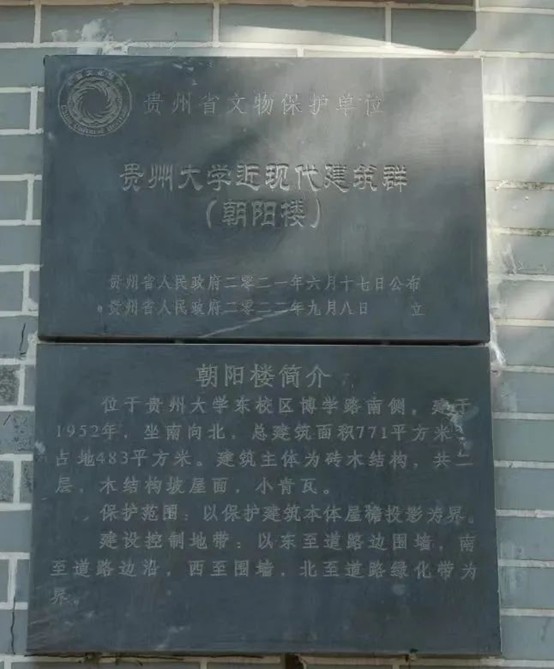 贵州省文物保护单位
贵州大学近现代建筑群
(朝阳楼)
贵州省人民政府二零二一年六月十七日公布
贵州省人民政府二零二二年九月八日 立
朝阳楼简介
位于贵州大学东校区博学路南侧。建于
1952年,坐南向北,总建筑面积771平方米,
占地483平方米。建筑主体为砖木结构,共二
层,木结构坡屋面,小青瓦。
保护范围:以保护建筑本体屋檐投影为界。
建设控制地带:以东至道路边围墙,南
至道路边沿,西至围墙,北至道路绿化带为
界。